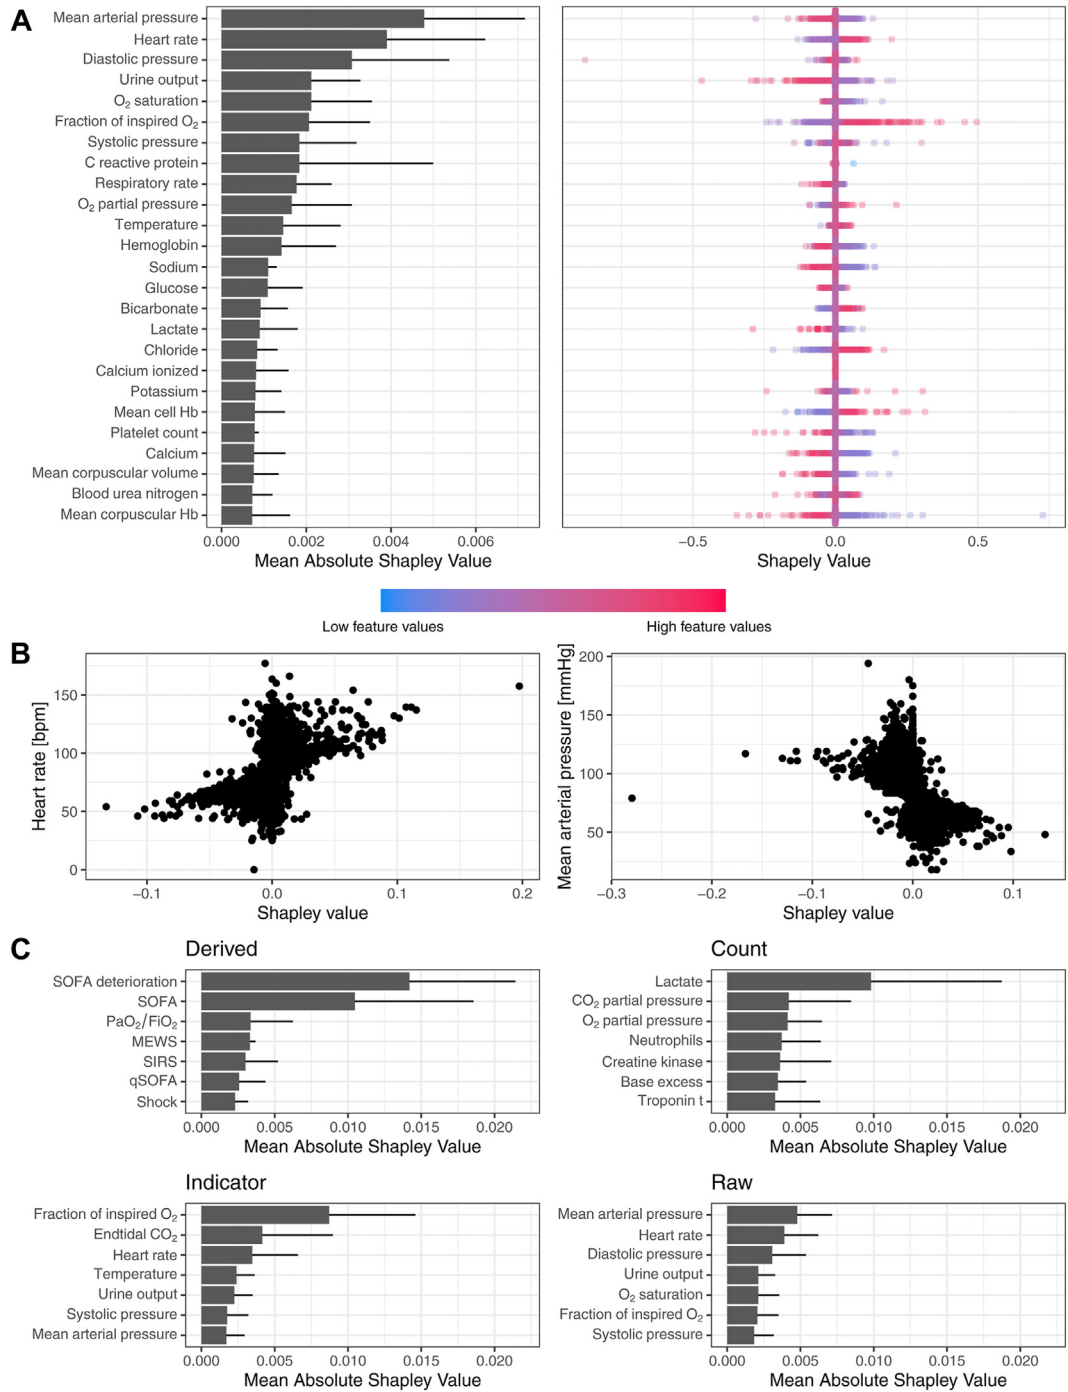 A
Mean arterial pressure
Heart rate
Diastolic pressure
Urine output
O₂ saturation
Fraction of inspired O₂
Systolic pressure
C reactive protein
Respiratory rate
O₂ partial pressure
Temperature
Hemoglobin
Sodium
Glucose
Bicarbonate
Lactate
Chloride
Calcium ionized
Potassium
Mean cell Hb
Platelet count
Calcium
Mean corpuscular volume
Blood urea nitrogen
Mean corpuscular Hb
0.000 0.002 0.004 0.006
Mean Absolute Shapley Value
−0.5 0.0 0.5
Shapely Value
Low feature values High feature values
B
Heart rate [bpm]
150
100
50
0
−0.1 0.0 0.1 0.2
Shapley value
Mean arterial pressure [mmHg]
200
150
100
50
−0.3 −0.2 −0.1 0.0 0.1
Shapley value
C
Derived
SOFA deterioration
SOFA
PaO₂/FiO₂
MEWS
SIRS
qSOFA
Shock
0.000 0.005 0.010 0.015 0.020
Mean Absolute Shapley Value
Count
Lactate
CO₂ partial pressure
O₂ partial pressure
Neutrophils
Creatine kinase
Base excess
Troponin t
0.000 0.005 0.010 0.015 0.020
Mean Absolute Shapley Value
Indicator
Fraction of inspired O₂
Endtidal CO₂
Heart rate
Temperature
Urine output
Systolic pressure
Mean arterial pressure
0.000 0.005 0.010 0.015 0.020
Mean Absolute Shapley Value
Raw
Mean arterial pressure
Heart rate
Diastolic pressure
Urine output
O₂ saturation
Fraction of inspired O₂
Systolic pressure
0.000 0.005 0.010 0.015 0.020
Mean Absolute Shapley Value